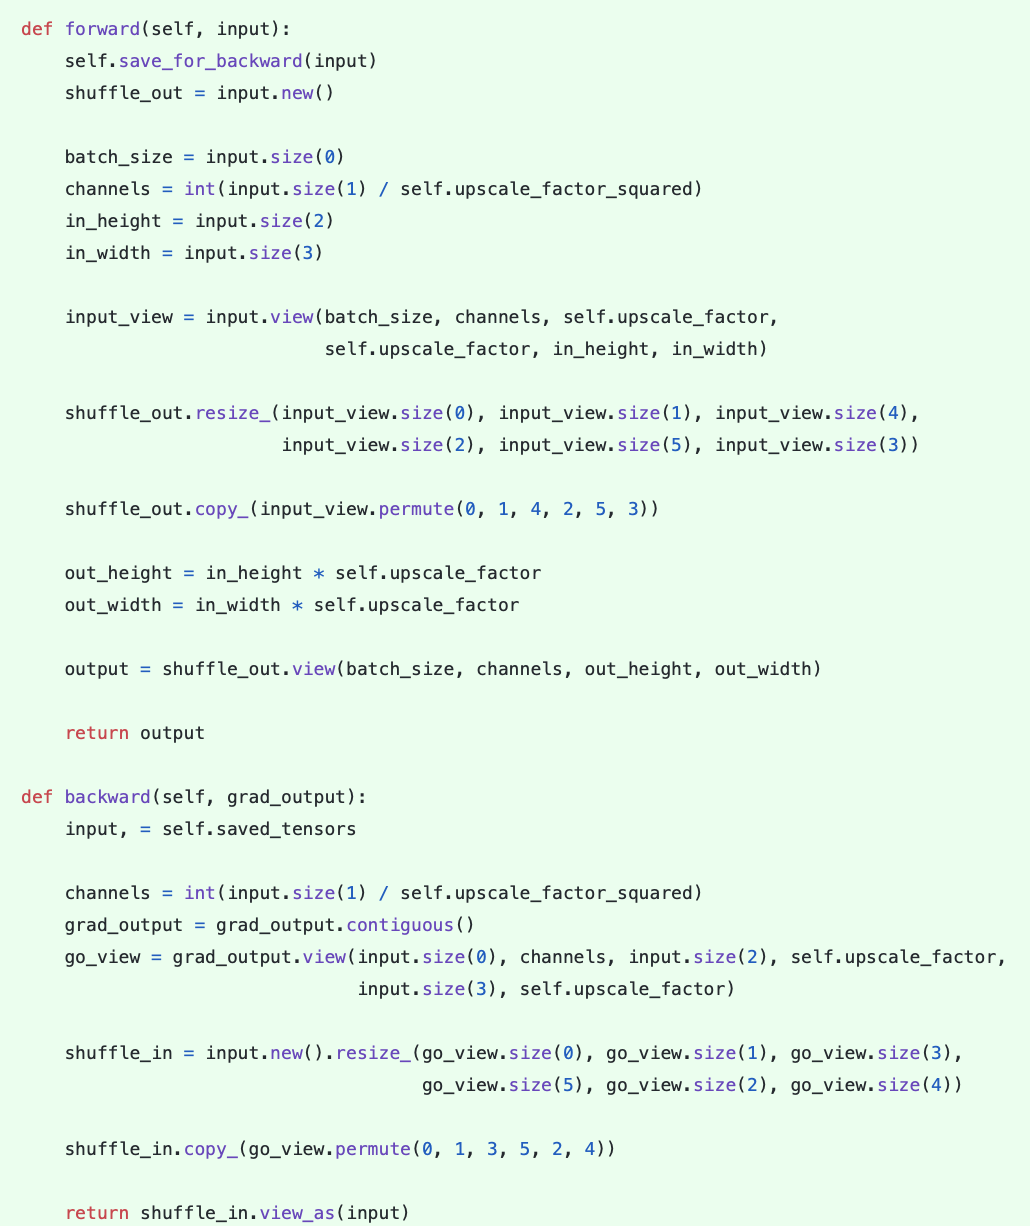 def forward(self, input):
    self.save_for_backward(input)
    shuffle_out = input.new()

    batch_size = input.size(0)
    channels = int(input.size(1) / self.upscale_factor_squared)
    in_height = input.size(2)
    in_width = input.size(3)

    input_view = input.view(batch_size, channels, self.upscale_factor,
                            self.upscale_factor, in_height, in_width)

    shuffle_out.resize_(input_view.size(0), input_view.size(1), input_view.size(4),
                        input_view.size(2), input_view.size(5), input_view.size(3))

    shuffle_out.copy_(input_view.permute(0, 1, 4, 2, 5, 3))

    out_height = in_height * self.upscale_factor
    out_width = in_width * self.upscale_factor

    output = shuffle_out.view(batch_size, channels, out_height, out_width)

    return output

def backward(self, grad_output):
    input, = self.saved_tensors

    channels = int(input.size(1) / self.upscale_factor_squared)
    grad_output = grad_output.contiguous()
    go_view = grad_output.view(input.size(0), channels, input.size(2), self.upscale_factor,
                               input.size(3), self.upscale_factor)

    shuffle_in = input.new().resize_(go_view.size(0), go_view.size(1), go_view.size(3),
                                     go_view.size(5), go_view.size(2), go_view.size(4))

    shuffle_in.copy_(go_view.permute(0, 1, 3, 5, 2, 4))

    return shuffle_in.view_as(input)